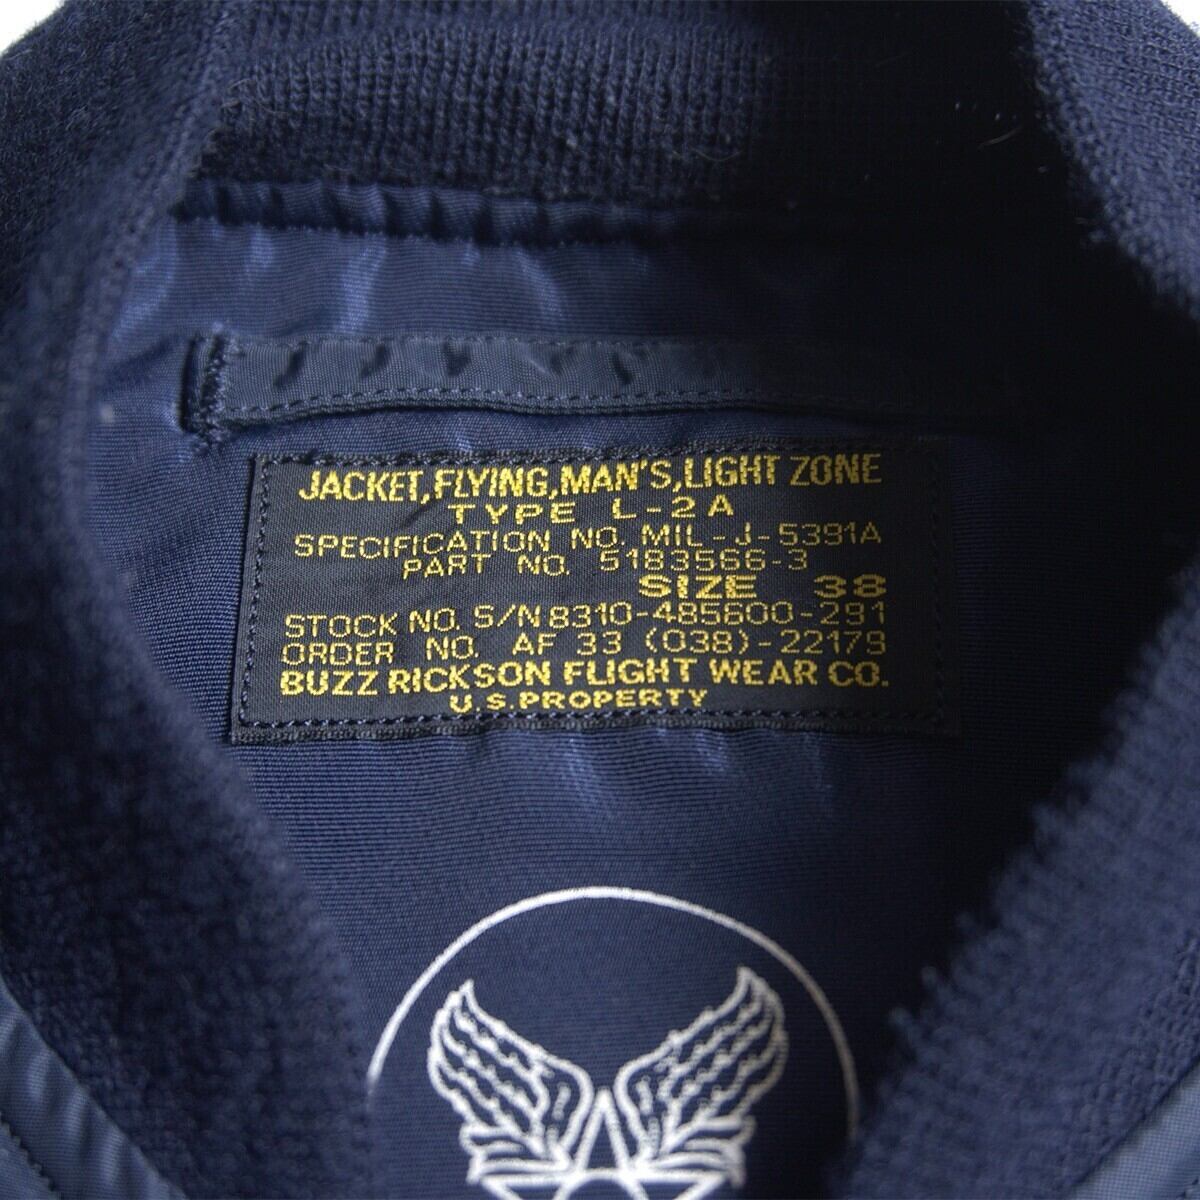 JACKET,FLYING,MAN'S,LIGHT ZONE
TYPE L-2A
SPECIFICATION NO. MIL-J-5391A
PART NO. 5183566-3
SIZE 38
STOCK NO. S/N 8310-485600-291
ORDER NO. AF 33 (038)-22179
BUZZ RICKSON FLIGHT WEAR CO.
U.S.PROPERTY